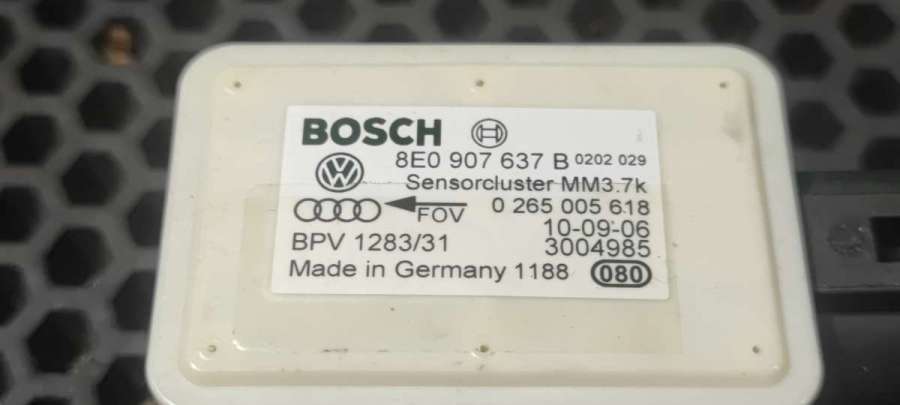 BOSCH
8E0 907 637 B 0202 029
Sensorcluster MM3.7k
FOV 0 265 005 618
10-09-06
BPV 1283/31 3004985
Made in Germany 1188 080